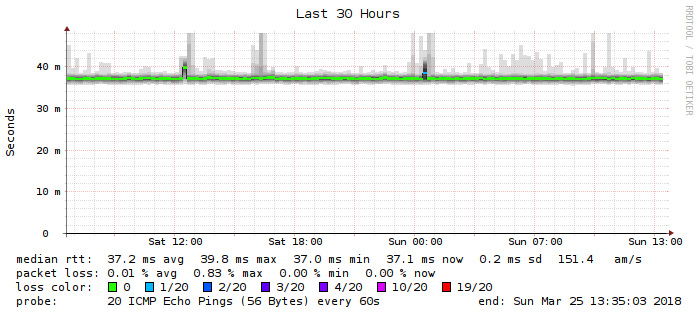 Last 30 Hours
RRDTOOL / TOBI OETIKER
Seconds
40 m
30 m
20 m
10 m
0
Sat 12:00 Sat 18:00 Sun 00:00 Sun 07:00 Sun 13:00
median rtt: 37.2 ms avg 39.8 ms max 37.0 ms min 37.1 ms now 0.2 ms sd 151.4 am/s
packet loss: 0.01 % avg 0.83 % max 0.00 % min 0.00 % now
loss color: 0 1/20 2/20 3/20 4/20 10/20 19/20
probe: 20 ICMP Echo Pings (56 Bytes) every 60s end: Sun Mar 25 13:35:03 2018